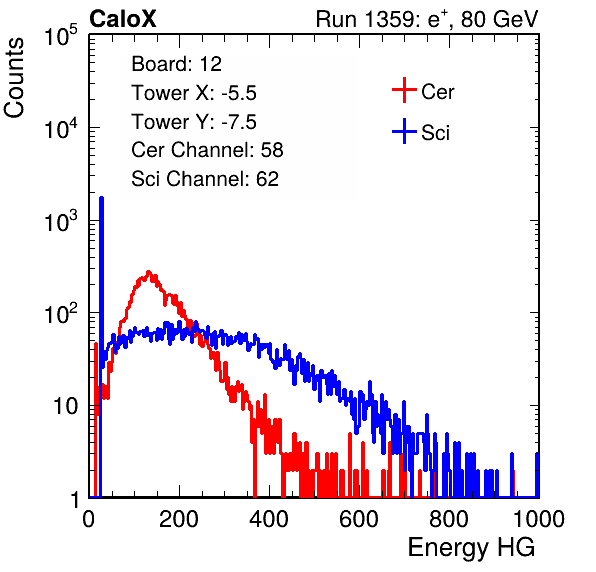 CaloX Run 1359: e⁺, 80 GeV
Counts
10⁵
10⁴
10³
10²
10
1
Board: 12
Tower X: -5.5
Tower Y: -7.5
Cer Channel: 58
Sci Channel: 62
Cer
Sci
0 200 400 600 800 1000
Energy HG